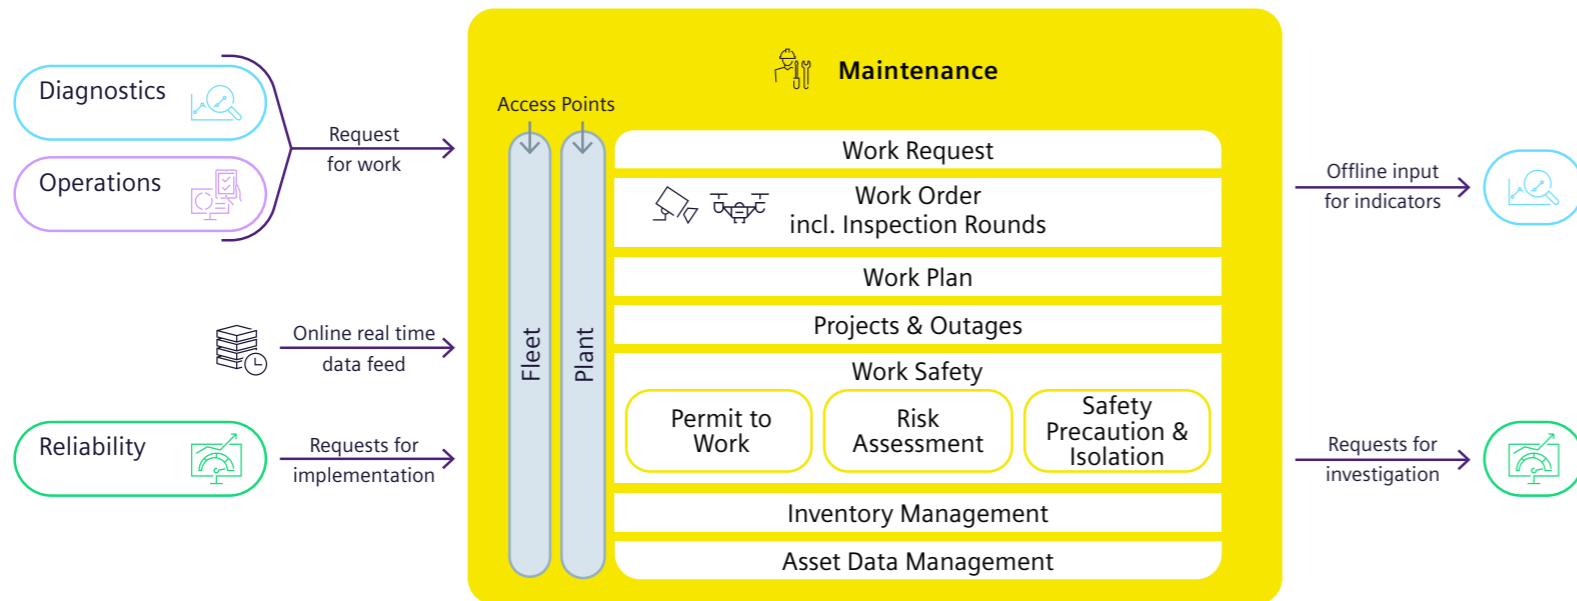 Diagnostics
Operations
Request
for work
Online real time
data feed
Reliability
Requests for
implementation
Maintenance
Access Points
Fleet
Plant
Work Request
Work Order
incl. Inspection Rounds
Work Plan
Projects & Outages
Work Safety
Permit to
Work
Risk
Assessment
Safety
Precaution &
Isolation
Inventory Management
Asset Data Management
Offline input
for indicators
Requests for
investigation